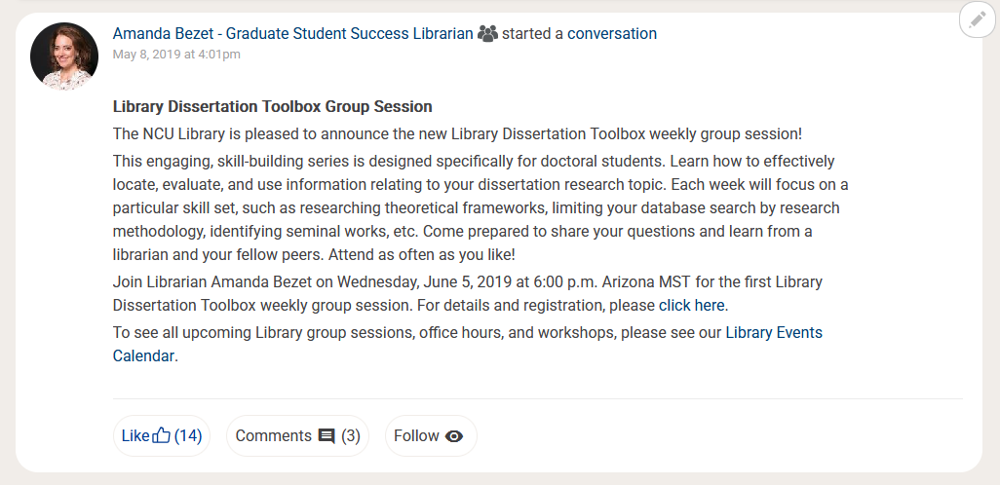 Amanda Bezet - Graduate Student Success Librarian started a conversation
May 8, 2019 at 4:01pm
Library Dissertation Toolbox Group Session
The NCU Library is pleased to announce the new Library Dissertation Toolbox weekly group session!
This engaging, skill-building series is designed specifically for doctoral students. Learn how to effectively
locate, evaluate, and use information relating to your dissertation research topic. Each week will focus on a
particular skill set, such as researching theoretical frameworks, limiting your database search by research
methodology, identifying seminal works, etc. Come prepared to share your questions and learn from a
librarian and your fellow peers. Attend as often as you like!
Join Librarian Amanda Bezet on Wednesday, June 5, 2019 at 6:00 p.m. Arizona MST for the first Library
Dissertation Toolbox weekly group session. For details and registration, please click here.
To see all upcoming Library group sessions, office hours, and workshops, please see our Library Events
Calendar.
Like (14) Comments (3) Follow